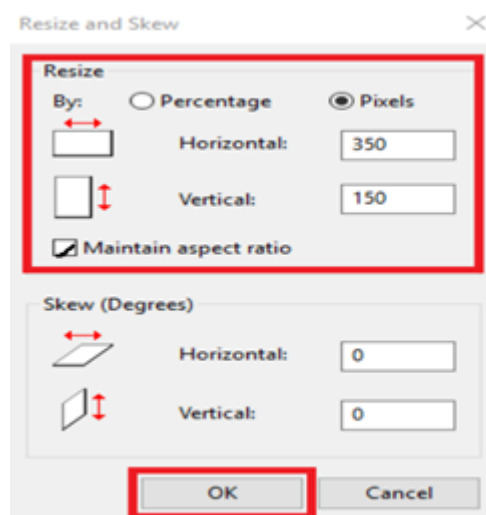 Resize and Skew
Resize
By: Percentage Pixels
Horizontal: 350
Vertical: 150
Maintain aspect ratio
Skew (Degrees)
Horizontal: 0
Vertical: 0
OK Cancel